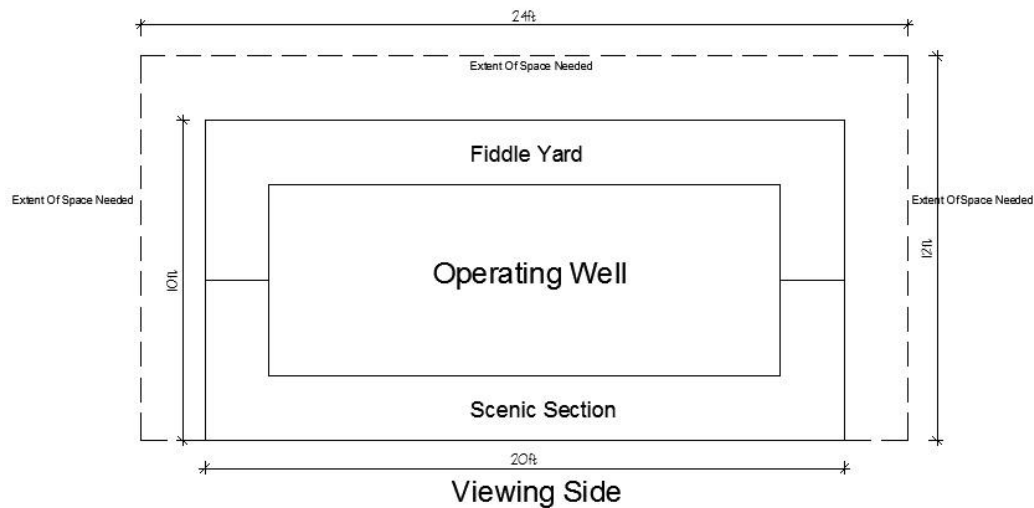 24ft
Extent Of Space Needed
Fiddle Yard
Extent Of Space Needed
Extent Of Space Needed
10ft
Operating Well
12ft
Scenic Section
20ft
Viewing Side